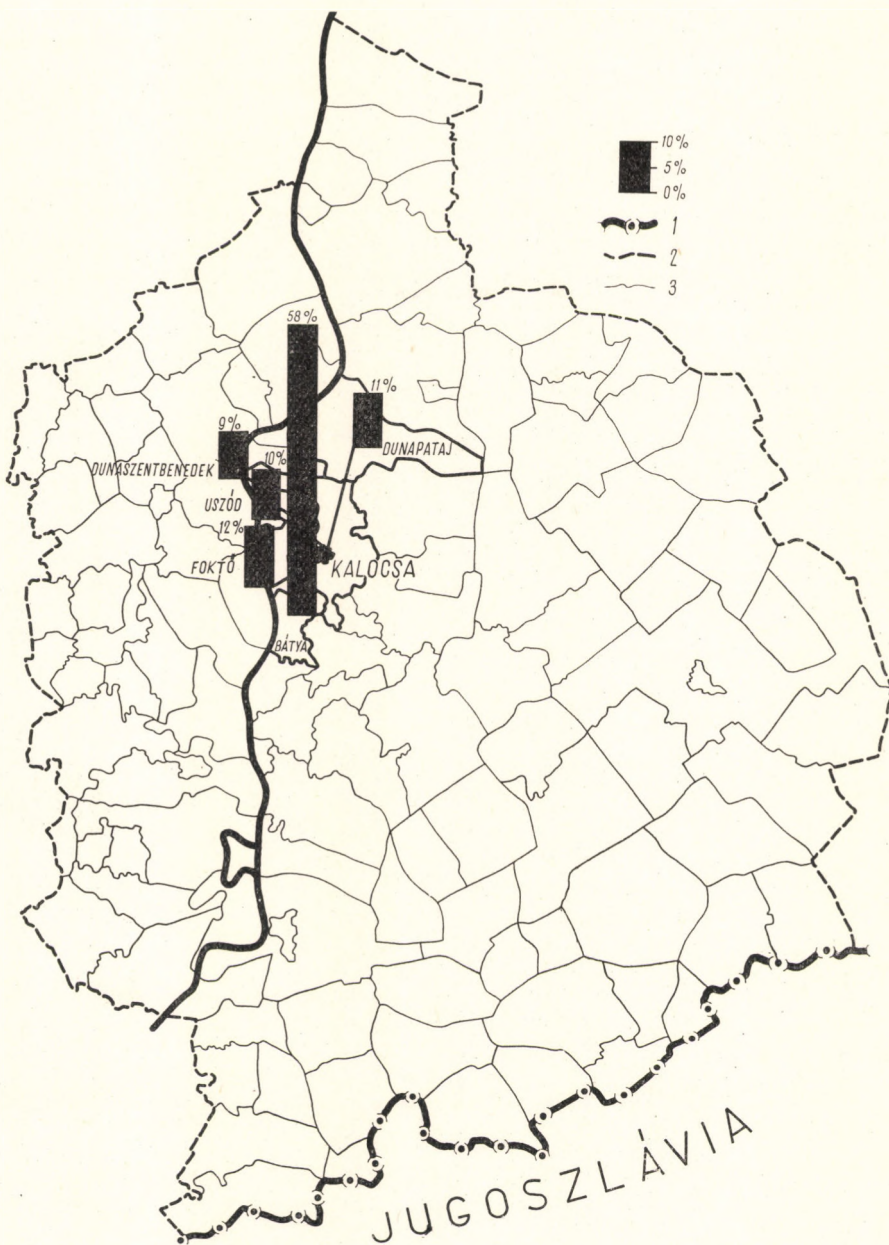 10%
5%
0%
1
2
3
58%
11%
9%
DUNAPATAJ
DUNASZENTBENEDEK
10%
USZÓD
12%
FOKTŐ
KALOCSA
BÁTYA
JUGOSZLÁVIA